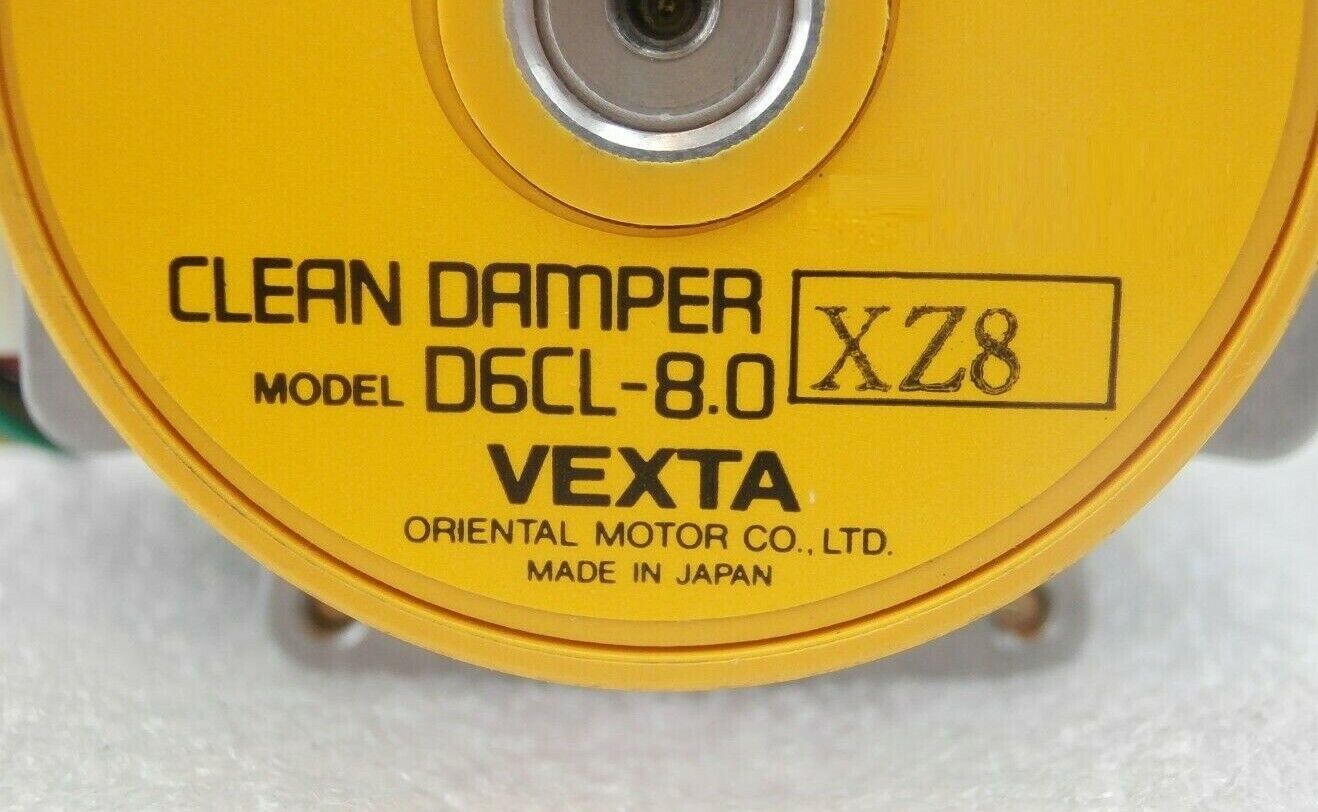 CLEAN DAMPER
XZ8
MODEL D6CL-8.0
VEXTA
ORIENTAL MOTOR CO., LTD.
MADE IN JAPAN